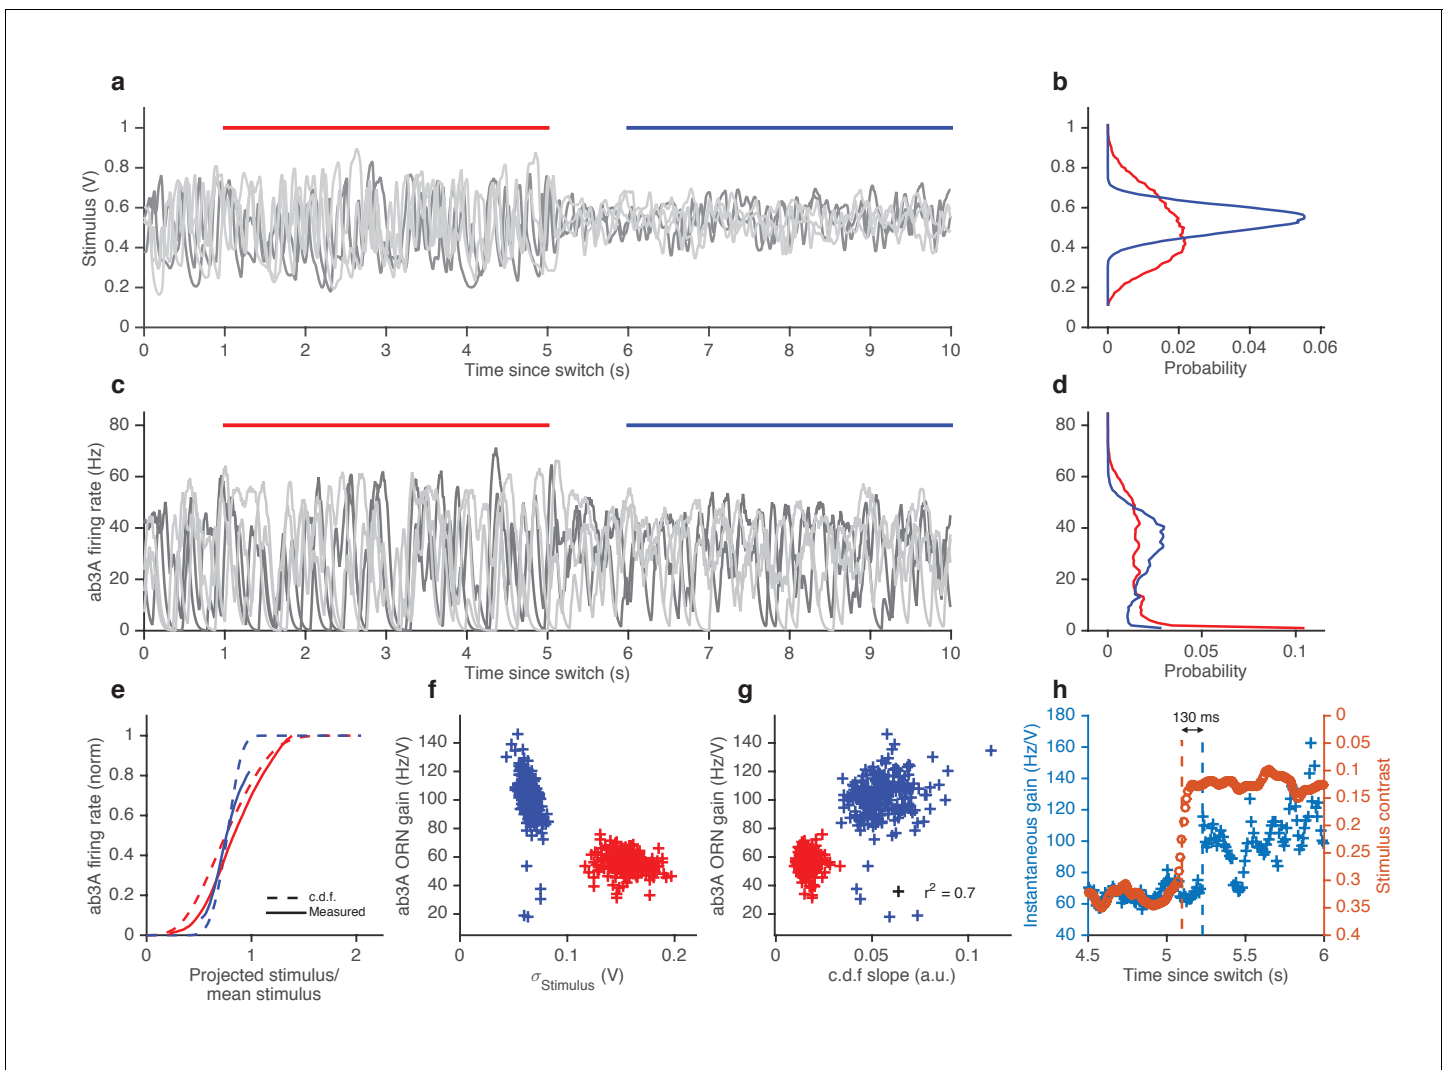 a
b
Stimulus (V)
1
0.8
0.6
0.4
0.2
0
0 1 2 3 4 5 6 7 8 9 10
Time since switch (s)
1
0.8
0.6
0.4
0.2
0
0 0.02 0.04 0.06
Probability
c
d
ab3A firing rate (Hz)
80
60
40
20
0
0 1 2 3 4 5 6 7 8 9 10
Time since switch (s)
80
60
40
20
0
0 0.05 0.1
Probability
e
f
g
h
ab3A firing rate (norm)
1
0.8
0.6
0.4
0.2
0
c.d.f.
Measured
0 1 2
Projected stimulus/
mean stimulus
ab3A ORN gain (Hz/V)
140
120
100
80
60
40
20
0 0.1 0.2
σStimulus (V)
ab3A ORN gain (Hz/V)
140
120
100
80
60
40
20
r² = 0.7
0 0.05 0.1
c.d.f slope (a.u.)
Instantaneous gain (Hz/V)
180
160
140
120
100
80
60
40
130 ms
4.5 5 5.5 6
Time since switch (s)
0
0.05
0.1
0.15
0.2
0.25
0.3
0.35
0.4
Stimulus contrast